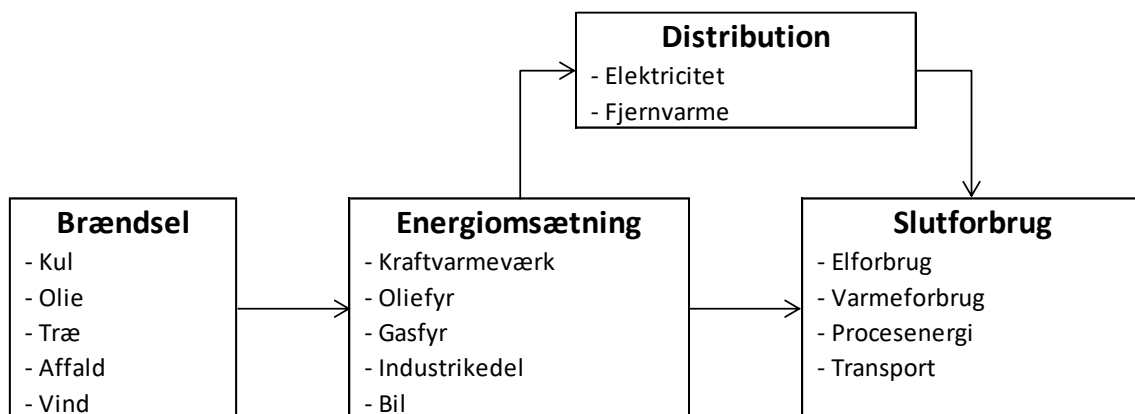 Distribution
- Elektricitet
- Fjernvarme
Brændsel
- Kul
- Olie
- Træ
- Affald
- Vind
Energiomsætning
- Kraftvarmeværk
- Oliefyr
- Gasfyr
- Industrikedel
- Bil
Slutforbrug
- Elforbrug
- Varmeforbrug
- Procesenergi
- Transport